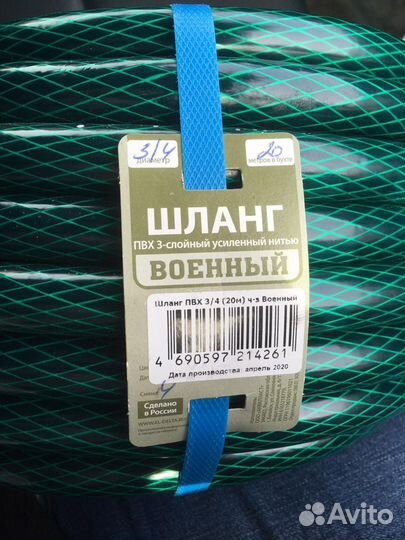 3/4
20
диаметр
метров в бухте
ШЛАНГ
ПВХ 3-слойный усиленный нитью
ВОЕННЫЙ
Шланг ПВХ 3/4 (20м) ч-з Военный
4 690597 214261
Дата производства: апрель 2020
Сделано
в России
Avito